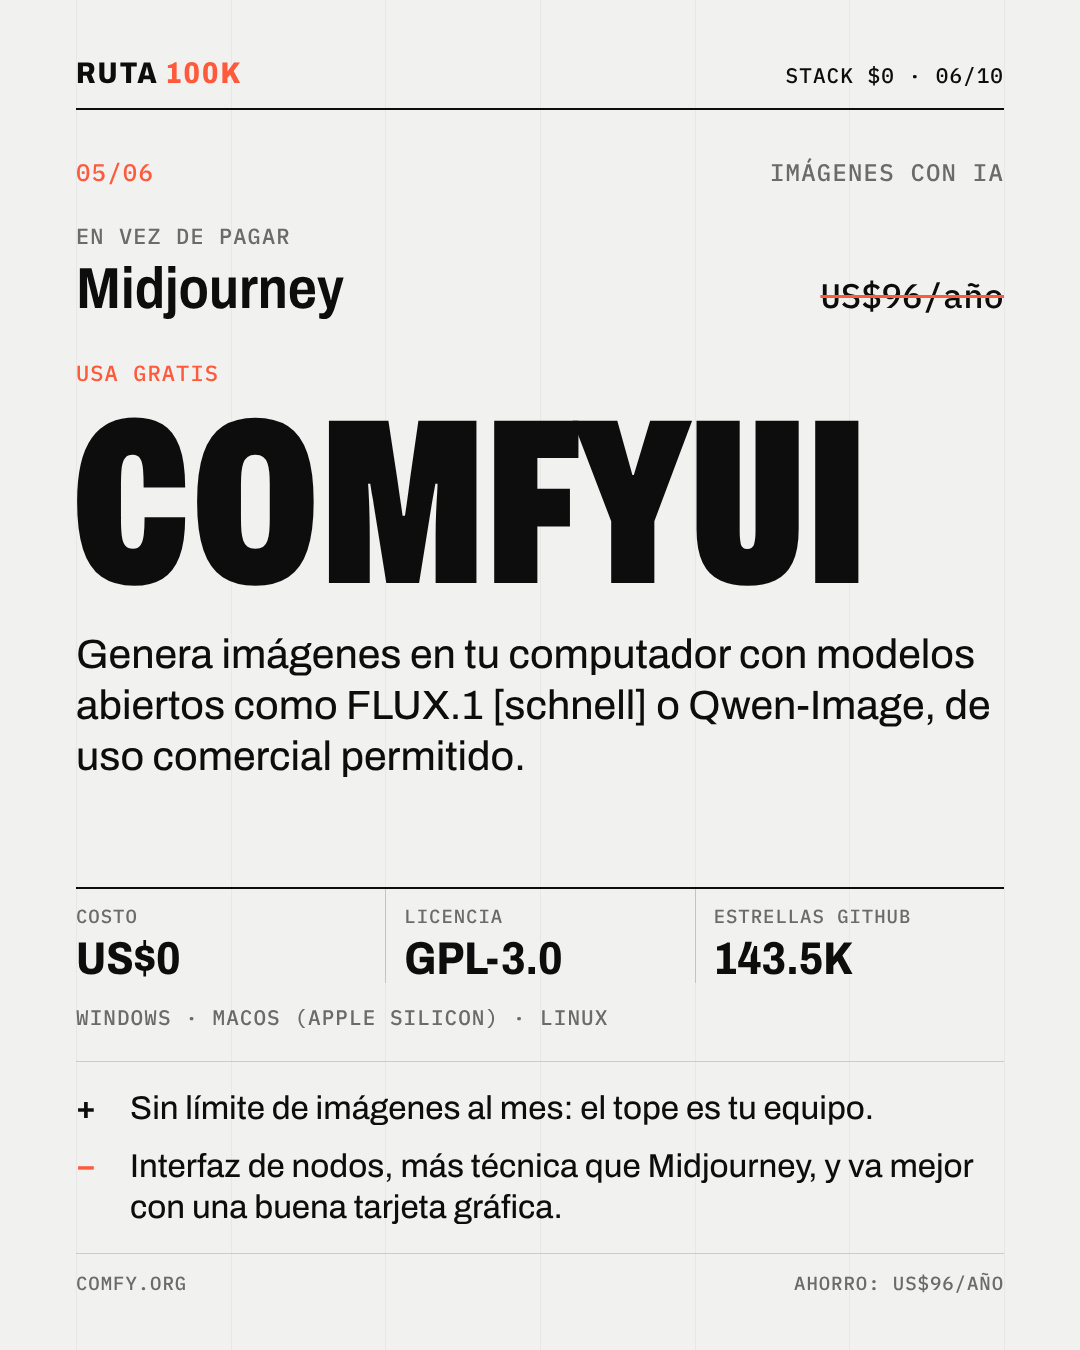 RUTA 100K
STACK $0 · 06/10
05/06
IMÁGENES CON IA
EN VEZ DE PAGAR
Midjourney
US$96/año
USA GRATIS
COMFYUI
Genera imágenes en tu computador con modelos
abiertos como FLUX.1 [schnell] o Qwen-Image, de
uso comercial permitido.
COSTO
US$0
LICENCIA
GPL-3.0
ESTRELLAS GITHUB
143.5K
WINDOWS · MACOS (APPLE SILICON) · LINUX
+ Sin límite de imágenes al mes: el tope es tu equipo.
– Interfaz de nodos, más técnica que Midjourney, y va mejor
con una buena tarjeta gráfica.
COMFY.ORG
AHORRO: US$96/AÑO